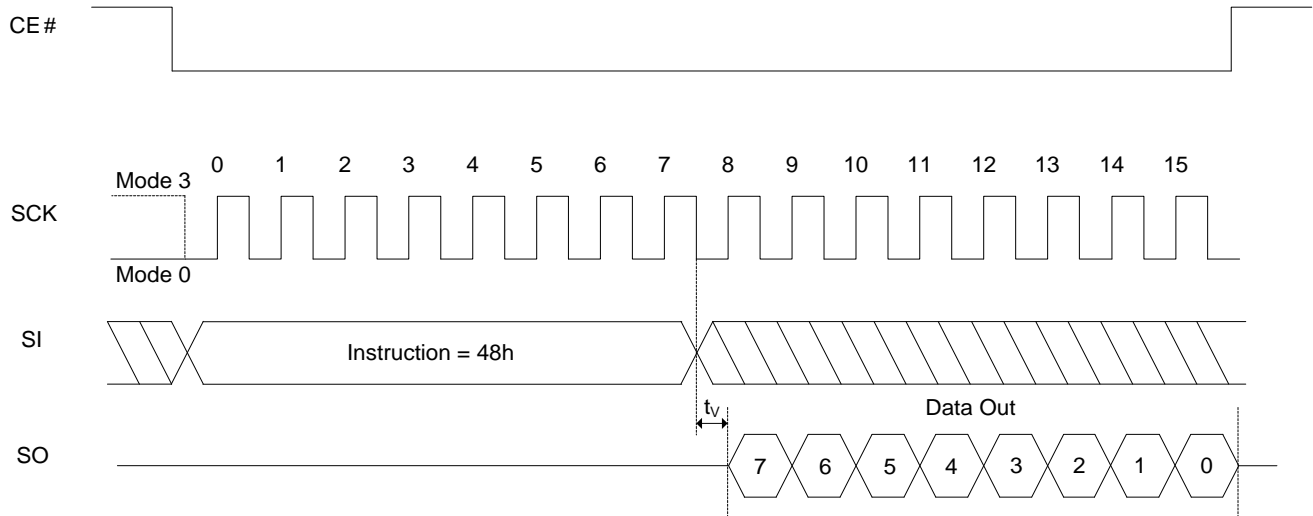 CE#
0 1 2 3 4 5 6 7 8 9 10 11 12 13 14 15
Mode 3
SCK
Mode 0
SI
Instruction = 48h
tV
Data Out
SO
7 6 5 4 3 2 1 0